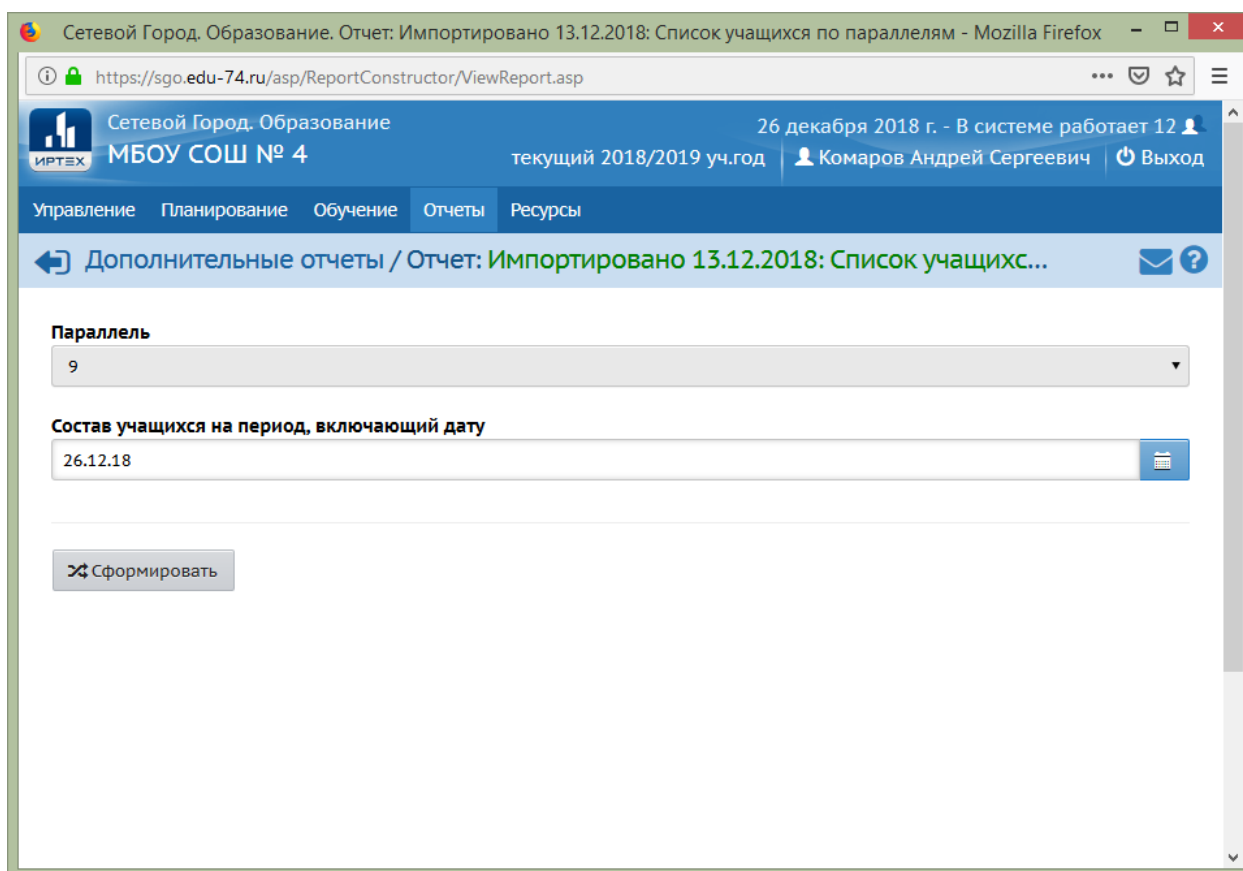 Сетевой Город. Образование. Отчет: Импортировано 13.12.2018: Список учащихся по параллелям - Mozilla Firefox
https://sgo.edu-74.ru/asp/ReportConstructor/ViewReport.asp
Сетевой Город. Образование
26 декабря 2018 г. - В системе работает 12
ИРТЕХ
МБОУ СОШ № 4
текущий 2018/2019 уч.год
Комаров Андрей Сергеевич
Выход
Управление Планирование Обучение Отчеты Ресурсы
Дополнительные отчеты / Отчет: Импортировано 13.12.2018: Список учащихс...
Параллель
9
Состав учащихся на период, включающий дату
26.12.18
Сформировать